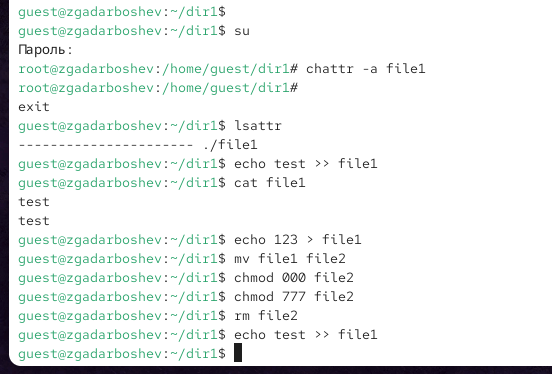 guest@zgadarboshev:~/dir1$
guest@zgadarboshev:~/dir1$ su
Пароль:
root@zgadarboshev:/home/guest/dir1# chattr -a file1
root@zgadarboshev:/home/guest/dir1#
exit
guest@zgadarboshev:~/dir1$ lsattr
---------------------- ./file1
guest@zgadarboshev:~/dir1$ echo test >> file1
guest@zgadarboshev:~/dir1$ cat file1
test
test
guest@zgadarboshev:~/dir1$ echo 123 > file1
guest@zgadarboshev:~/dir1$ mv file1 file2
guest@zgadarboshev:~/dir1$ chmod 000 file2
guest@zgadarboshev:~/dir1$ chmod 777 file2
guest@zgadarboshev:~/dir1$ rm file2
guest@zgadarboshev:~/dir1$ echo test >> file1
guest@zgadarboshev:~/dir1$